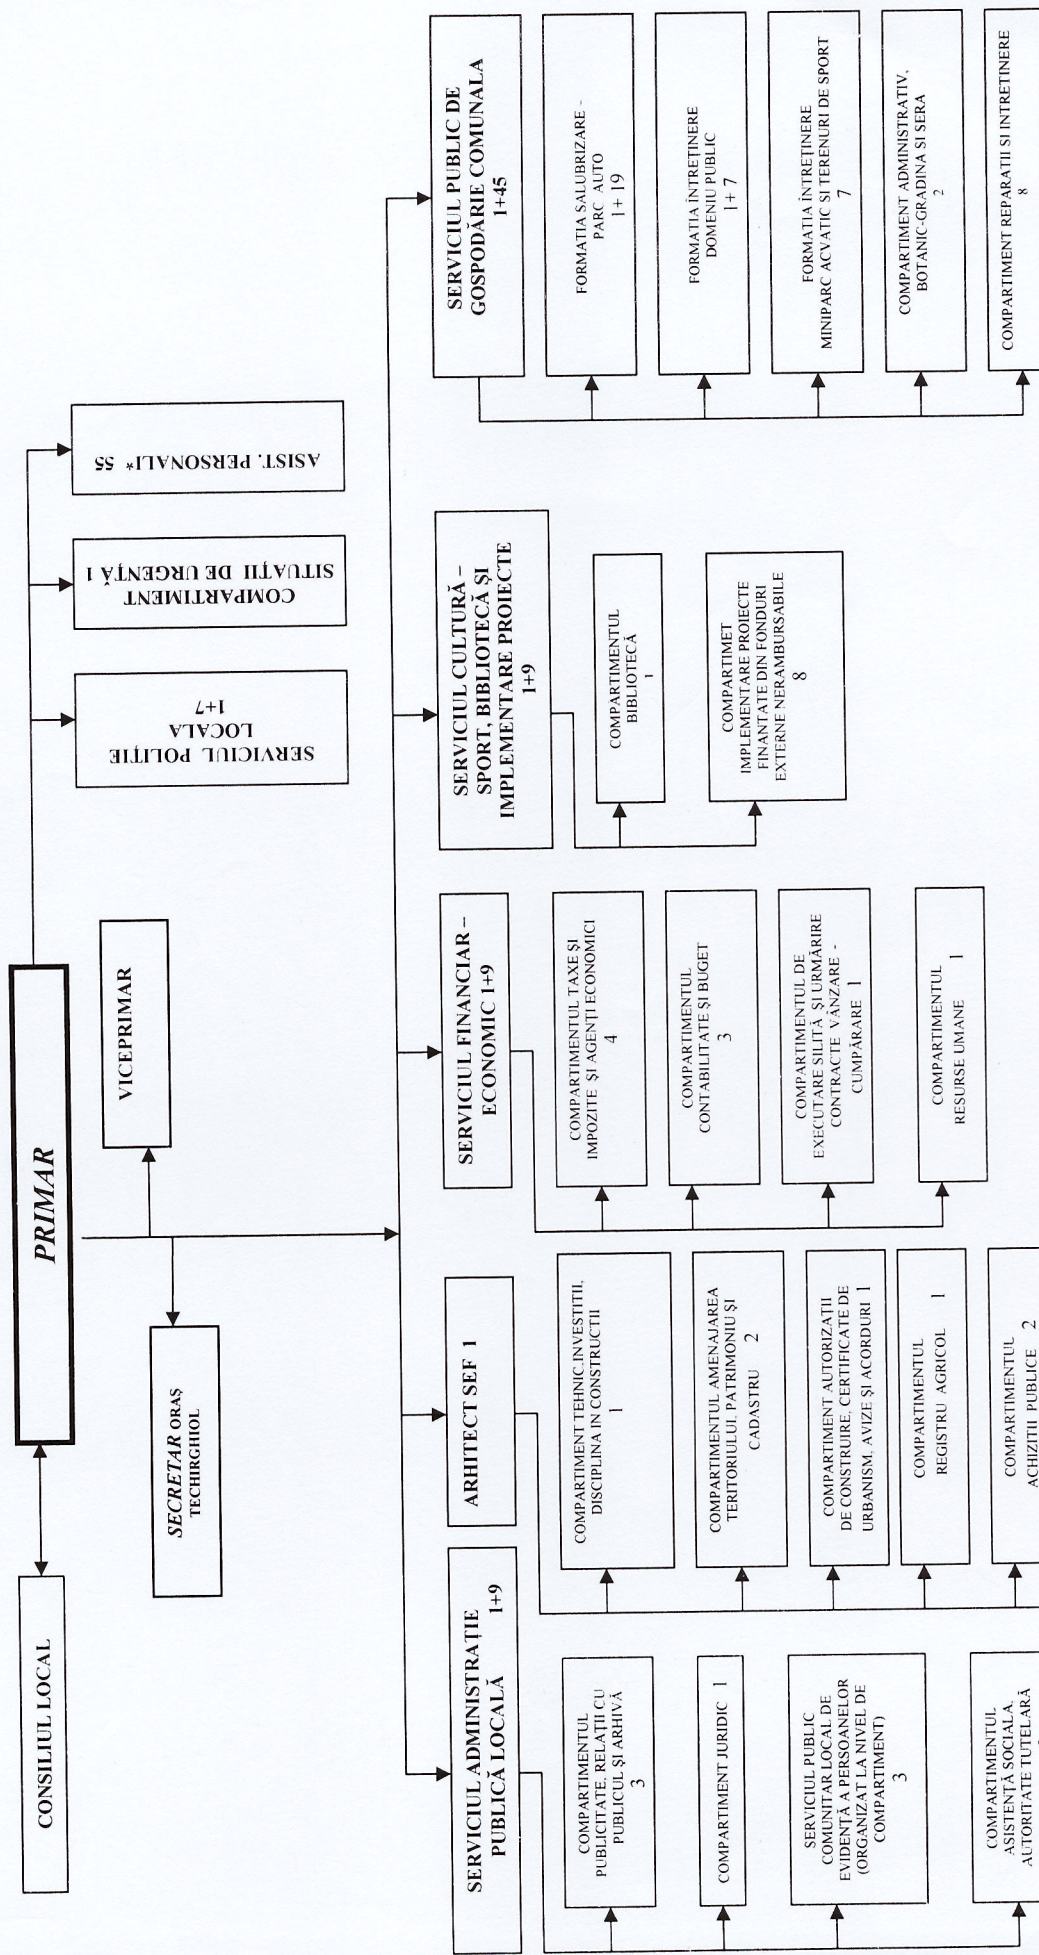 CONSILIUL LOCAL
PRIMAR
VICEPRIMAR
SECRETAR ORAȘ
TECHIRGHIOL
SERVICIUL POLIȚIE
LOCALA
1+7
COMPARTIMENT
SITUAȚII DE URGENȚĂ 1
ASIST. PERSONALI* 55
SERVICIUL ADMINISTRAȚIE
PUBLICĂ LOCALĂ 1+9
COMPARTIMENTUL
PUBLICITATE, RELAȚII CU
PUBLICUL ȘI ARHIVĂ
3
COMPARTIMENT JURIDIC 1
SERVICIUL PUBLIC
COMUNITAR LOCAL DE
EVIDENȚĂ A PERSOANELOR
(ORGANIZAT LA NIVEL DE
COMPARTIMENT)
3
COMPARTIMENTUL
ASISTENȚĂ SOCIALA,
AUTORITATE TUTELARĂ
ARHITECT SEF 1
COMPARTIMENT TEHNIC,INVESTITII,
DISCIPLINA IN CONSTRUCTII
1
COMPARTIMENTUL AMENAJAREA
TERITORIULUI, PATRIMONIU ȘI
CADASTRU 2
COMPARTIMENT AUTORIZAȚII
DE CONSTRUIRE, CERTIFICATE DE
URBANISM, AVIZE ȘI ACORDURI 1
COMPARTIMENTUL
REGISTRU AGRICOL 1
COMPARTIMENTUL
ACHIZITII PUBLICE 2
SERVICIUL FINANCIAR –
ECONOMIC 1+9
COMPARTIMENTUL TAXE ȘI
IMPOZITE ȘI AGENȚI ECONOMICI
4
COMPARTIMENTUL
CONTABILITATE ȘI BUGET
3
COMPARTIMENTUL DE
EXECUTARE SILITĂ ȘI URMĂRIRE
CONTRACTE VÂNZARE -
CUMPĂRARE 1
COMPARTIMENTUL
RESURSE UMANE 1
SERVICIUL CULTURĂ –
SPORT, BIBLIOTECĂ ȘI
IMPLEMENTARE PROIECTE
1+9
COMPARTIMENTUL
BIBLIOTECĂ
1
COMPARTIMET
IMPLEMENTARE PROIECTE
FINANTATE DIN FONDURI
EXTERNE NERAMBURSABILE
8
SERVICIUL PUBLIC DE
GOSPODĂRIE COMUNALA
1+45
FORMATIA SALUBRIZARE -
PARC AUTO
1+ 19
FORMATIA ÎNTREȚINERE
DOMENIU PUBLIC
1+ 7
FORMATIA ÎNTREȚINERE
MINIPARC ACVATIC SI TERENURI DE SPORT
7
COMPARTIMENT ADMINISTRATIV,
BOTANIC-GRADINA SI SERA
2
COMPARTIMENT REPARATII SI INTRETINERE
8